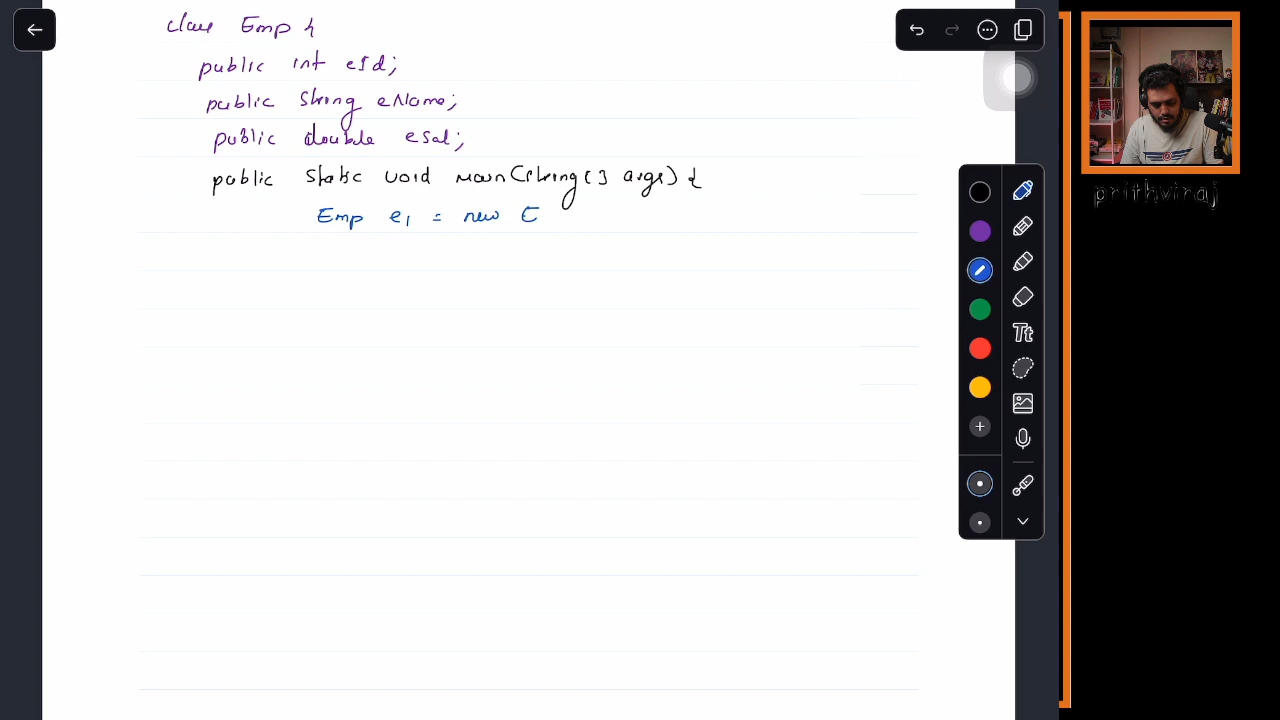 class Emp {
public int eId;
public String eName;
public double eSal;
public static void main(String[] args) {
Emp e1 = new E
Tt
prithviraj